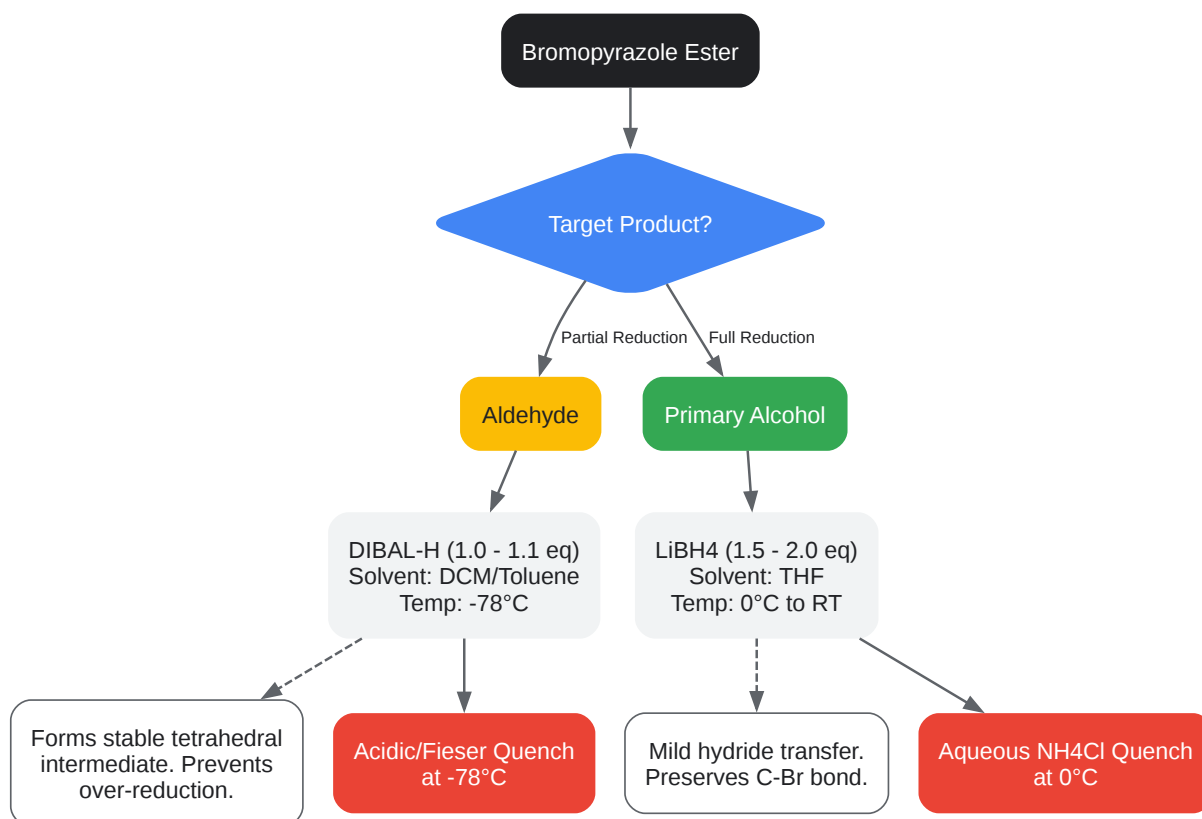 Bromopyrazole Ester
Target Product?
Partial Reduction
Full Reduction
Aldehyde
Primary Alcohol
DIBAL-H (1.0 - 1.1 eq)
Solvent: DCM/Toluene
Temp: -78°C
LiBH4 (1.5 - 2.0 eq)
Solvent: THF
Temp: 0°C to RT
Forms stable tetrahedral
intermediate. Prevents
over-reduction.
Acidic/Fieser Quench
at -78°C
Mild hydride transfer.
Preserves C-Br bond.
Aqueous NH4Cl Quench
at 0°C